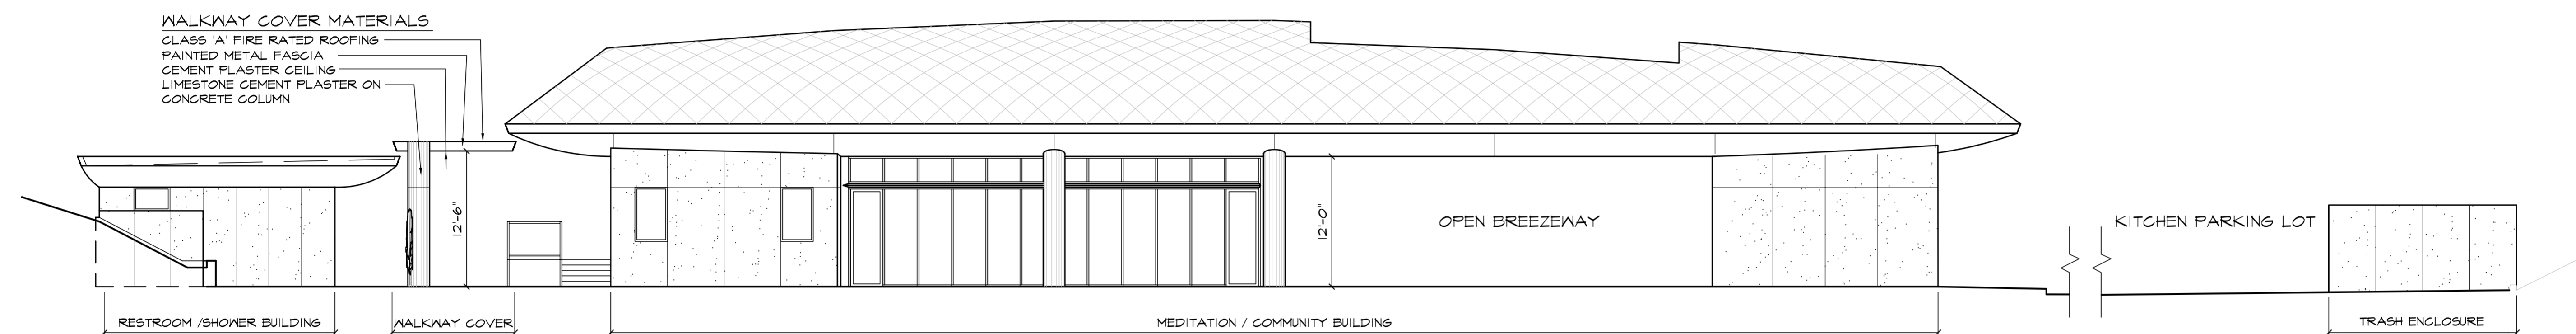 WALKWAY COVER MATERIALS
CLASS 'A' FIRE RATED ROOFING
PAINTED METAL FASCIA
CEMENT PLASTER CEILING
LIMESTONE CEMENT PLASTER ON
CONCRETE COLUMN
12'-6"
12'-0"
OPEN BREEZEWAY
KITCHEN PARKING LOT
RESTROOM /SHOWER BUILDING
WALKWAY COVER
MEDITATION / COMMUNITY BUILDING
TRASH ENCLOSURE